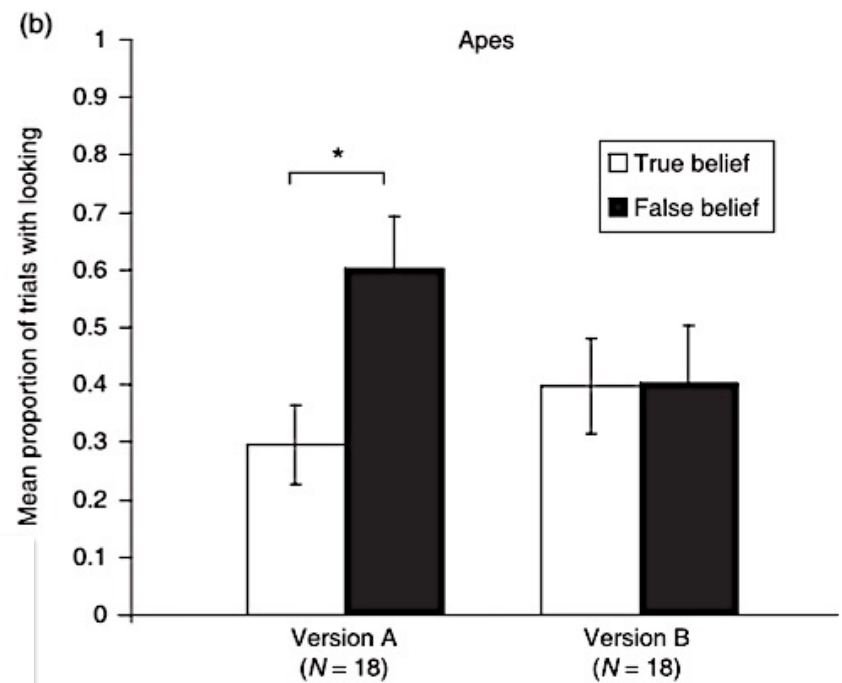 (b)
Apes
Mean proportion of trials with looking
1
0.9
0.8
0.7
0.6
0.5
0.4
0.3
0.2
0.1
0
*
True belief
False belief
Version A
(N = 18)
Version B
(N = 18)